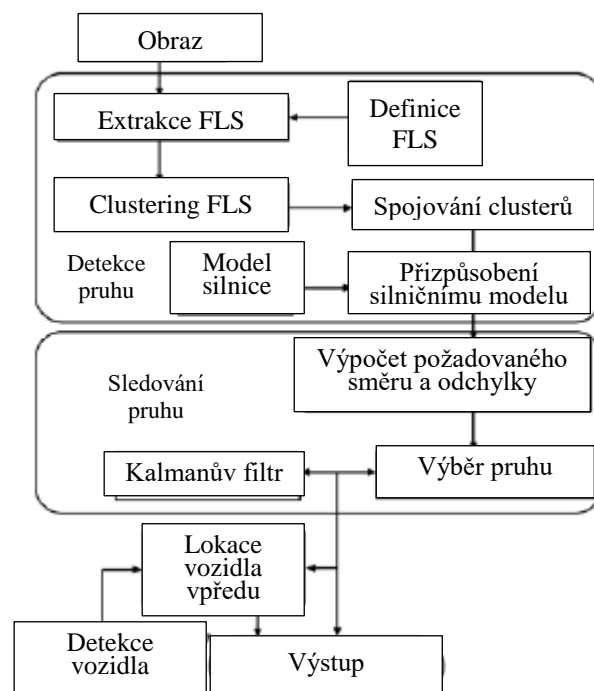 Obraz
Extrakce FLS
Definice
FLS
Clustering FLS
Spojování clusterů
Detekce
pruhu
Model
silnice
Přizpůsobení
silničnímu modelu
Sledování
pruhu
Výpočet požadovaného
směru a odchylky
Kalmanův filtr
Výběr pruhu
Lokace
vozidla
vpředu
Detekce
vozidla
Výstup